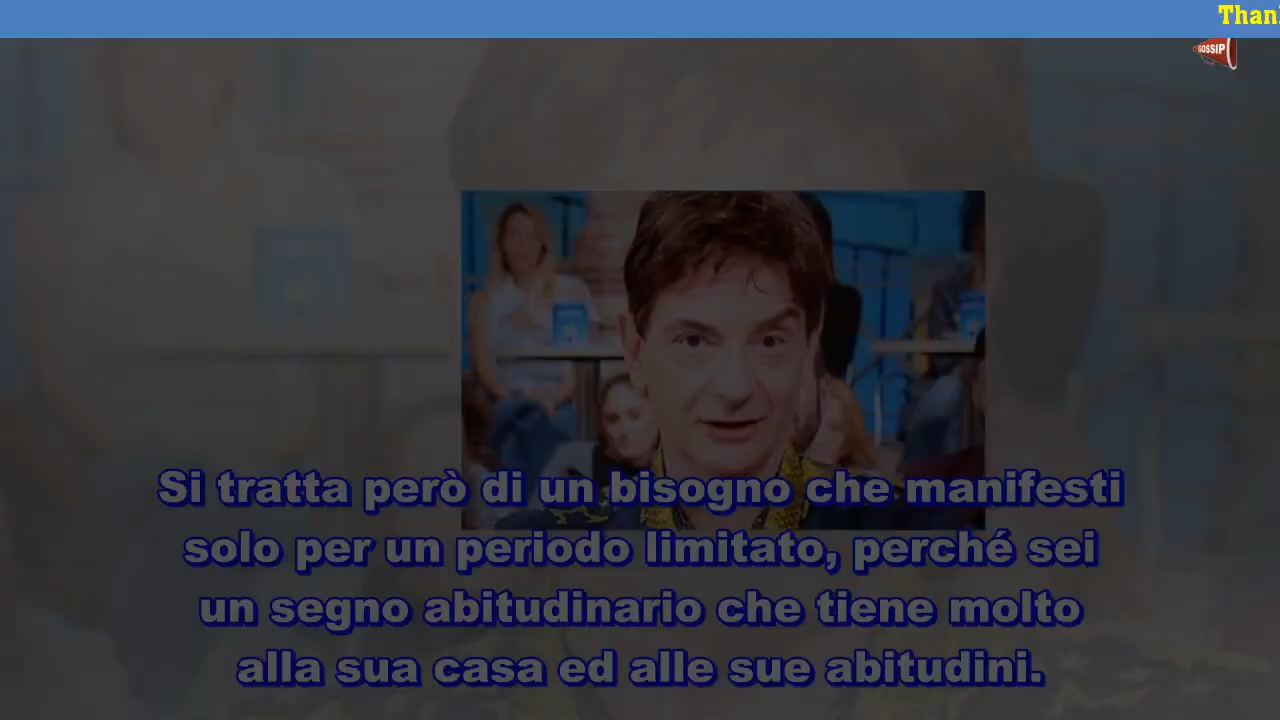 Than
GOSSIP
Si tratta però di un bisogno che manifesti
solo per un periodo limitato, perché sei
un segno abitudinario che tiene molto
alla sua casa ed alle sue abitudini.